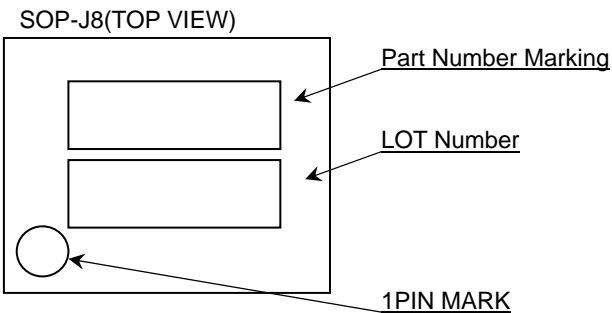 SOP-J8(TOP VIEW)
Part Number Marking
LOT Number
1PIN MARK